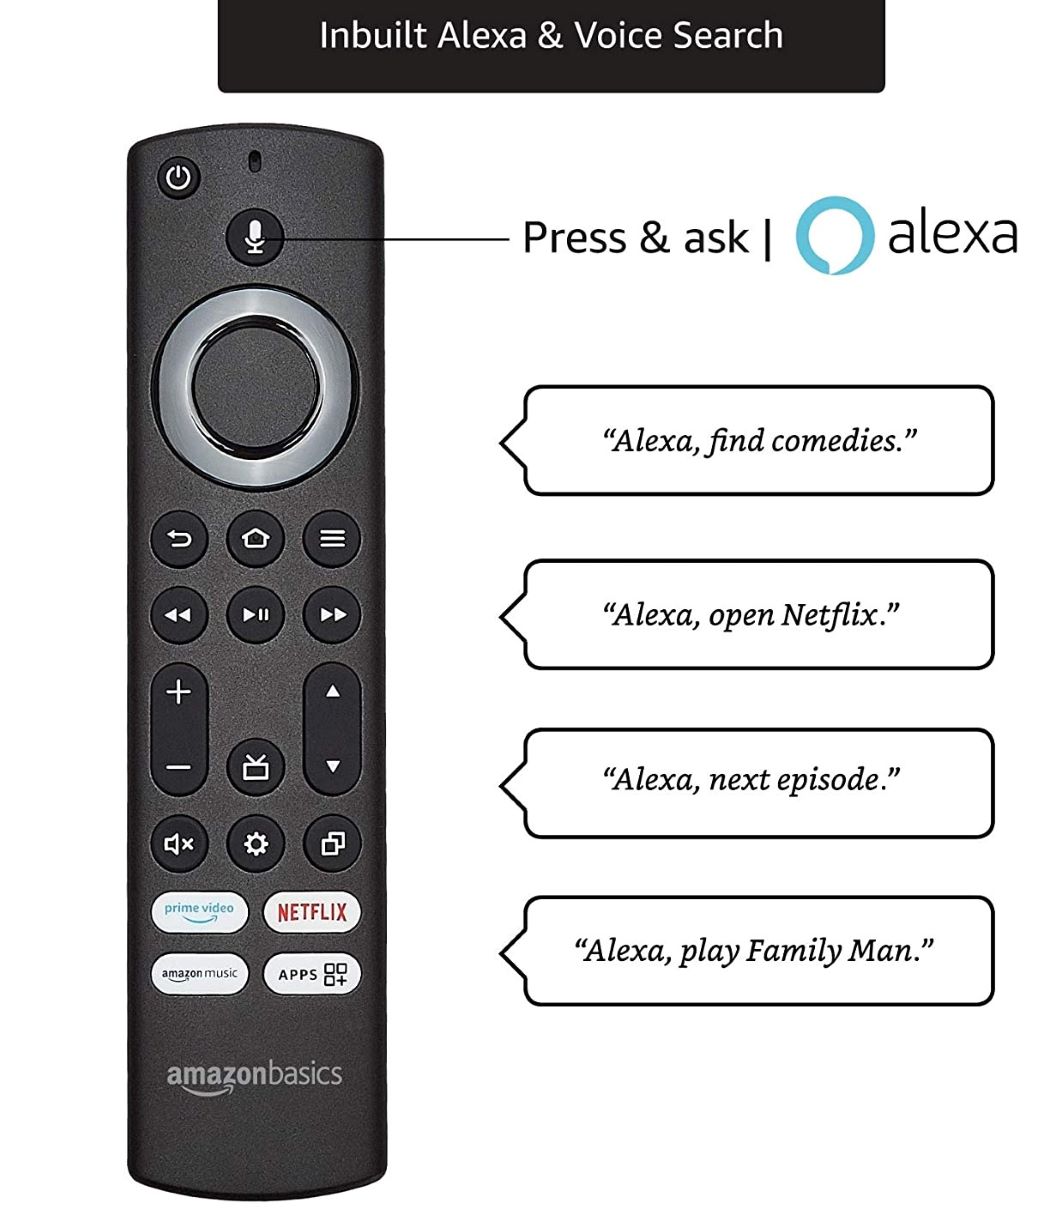 Inbuilt Alexa & Voice Search
Press & ask | alexa
“Alexa, find comedies.”
“Alexa, open Netflix.”
“Alexa, next episode.”
“Alexa, play Family Man.”
prime video
NETFLIX
amazon music
APPS
amazonbasics